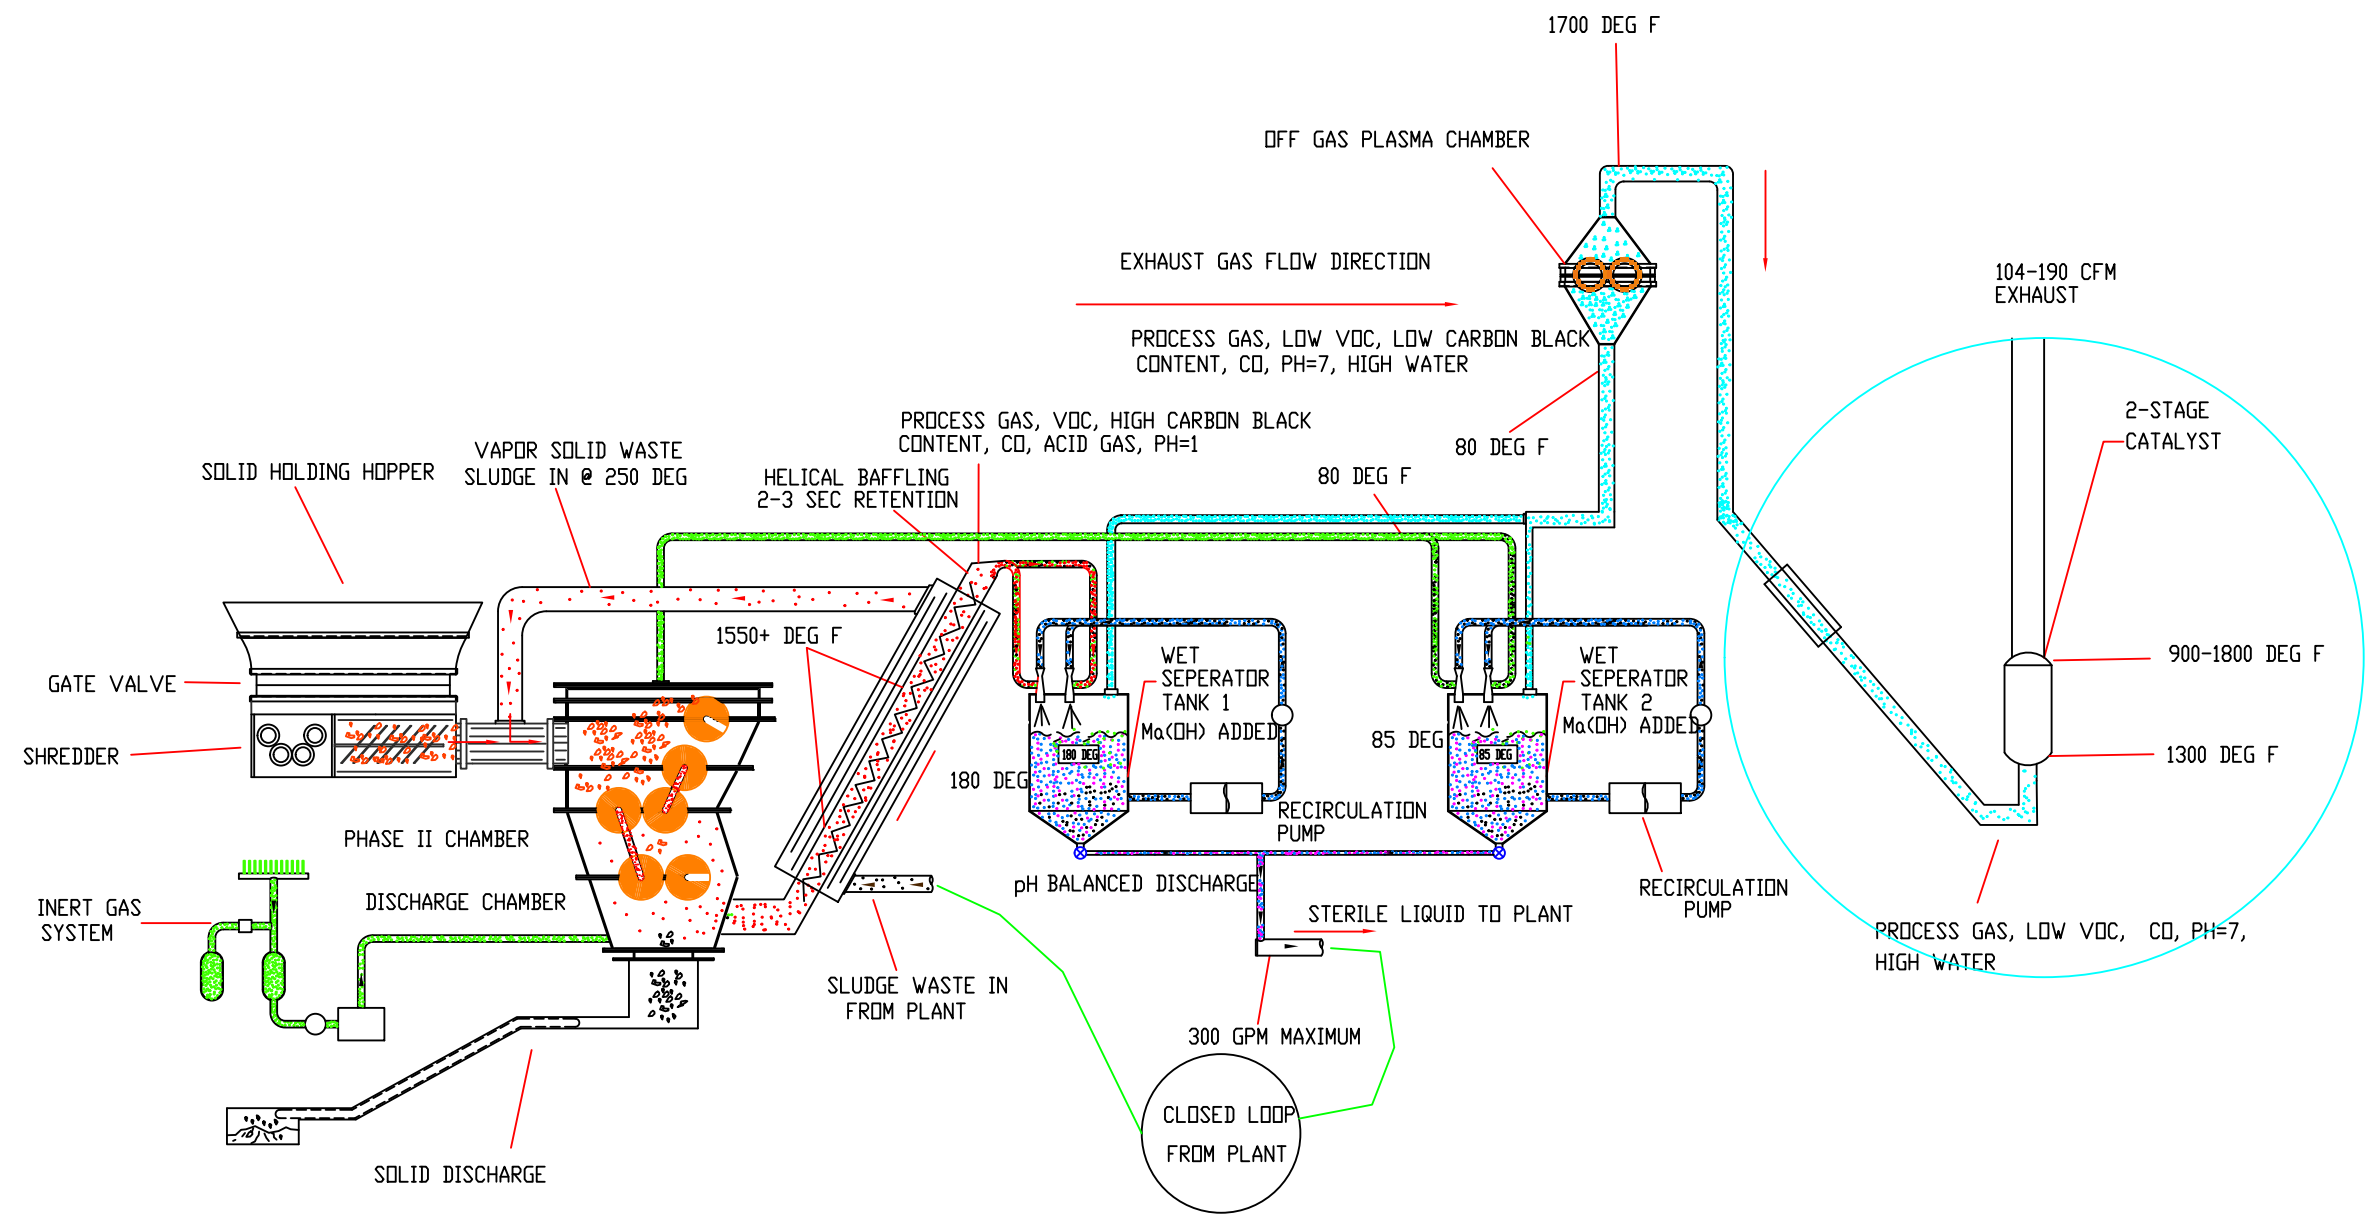 1700 DEG F
OFF GAS PLASMA CHAMBER
EXHAUST GAS FLOW DIRECTION
104-190 CFM
EXHAUST
PROCESS GAS, LOW VOC, LOW CARBON BLACK
CONTENT, CO, PH=7, HIGH WATER
2-STAGE
CATALYST
PROCESS GAS, VOC, HIGH CARBON BLACK
CONTENT, CO, ACID GAS, PH=1
80 DEG F
80 DEG F
VAPOR SOLID WASTE
SLUDGE IN @ 250 DEG
SOLID HOLDING HOPPER
HELICAL BAFFLING
2-3 SEC RETENTION
1550+ DEG F
WET
SEPERATOR
TANK 1
Ma(OH) ADDED
WET
SEPERATOR
TANK 2
Ma(OH) ADDED
900-1800 DEG F
GATE VALVE
SHREDDER
180 DEG
180 DEG
85 DEG
85 DEG
1300 DEG F
RECIRCULATION
PUMP
PHASE II CHAMBER
pH BALANCED DISCHARGE
RECIRCULATION
PUMP
DISCHARGE CHAMBER
INERT GAS
SYSTEM
STERILE LIQUID TO PLANT
PROCESS GAS, LOW VOC, CO, PH=7,
HIGH WATER
SLUDGE WASTE IN
FROM PLANT
300 GPM MAXIMUM
CLOSED LOOP
FROM PLANT
SOLID DISCHARGE